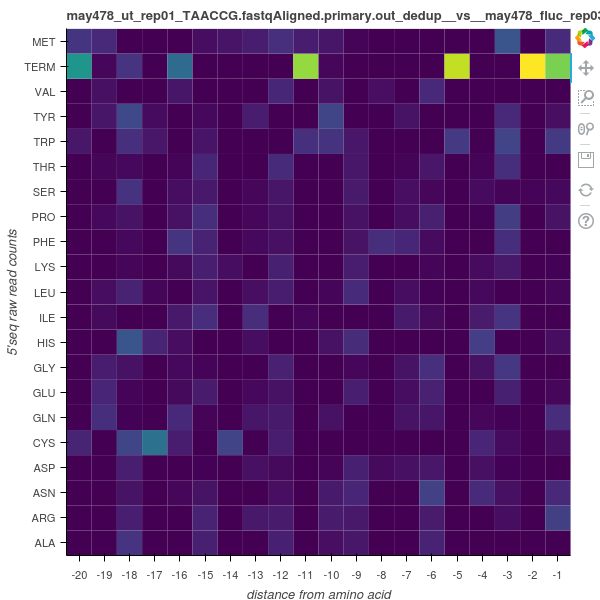 may478_ut_rep01_TAACCG.fastqAligned.primary.out_dedup__vs__may478_fluc_rep03
MET
TERM
VAL
TYR
TRP
THR
SER
PRO
PHE
LYS
LEU
ILE
HIS
GLY
GLU
GLN
CYS
ASP
ASN
ARG
ALA
5'seq raw read counts
-20 -19 -18 -17 -16 -15 -14 -13 -12 -11 -10 -9 -8 -7 -6 -5 -4 -3 -2 -1
distance from amino acid